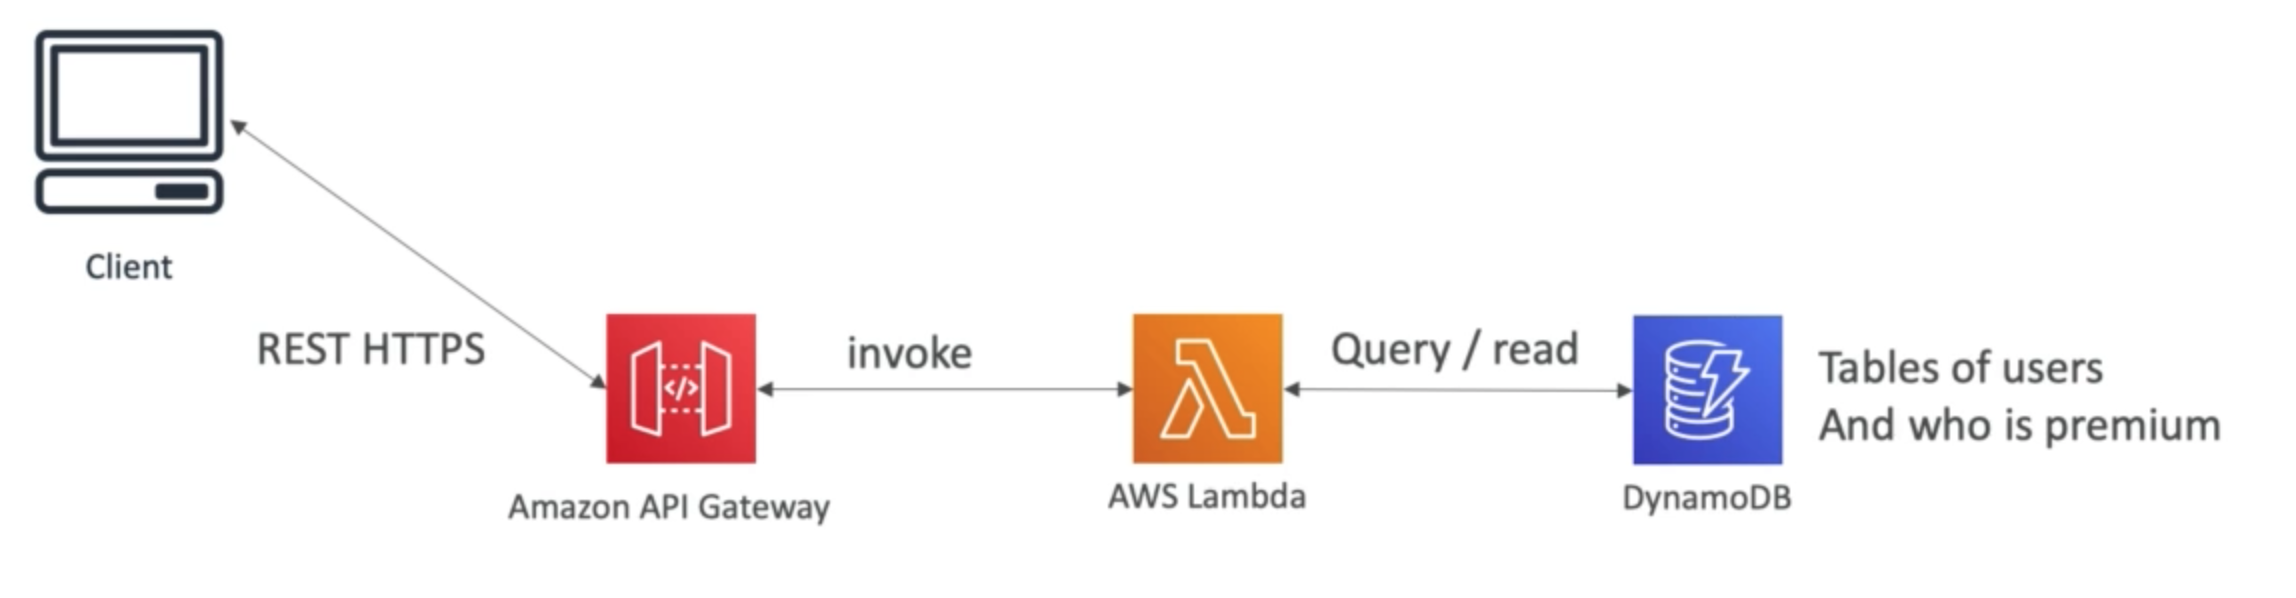 Client
REST HTTPS
</>
Amazon API Gateway
invoke
AWS Lambda
Query / read
DynamoDB
Tables of users
And who is premium